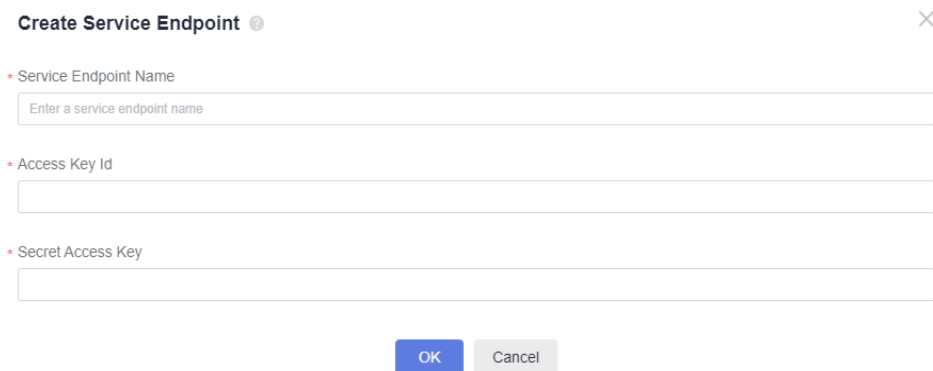 Create Service Endpoint ?
* Service Endpoint Name
Enter a service endpoint name
* Access Key Id
* Secret Access Key
OK Cancel